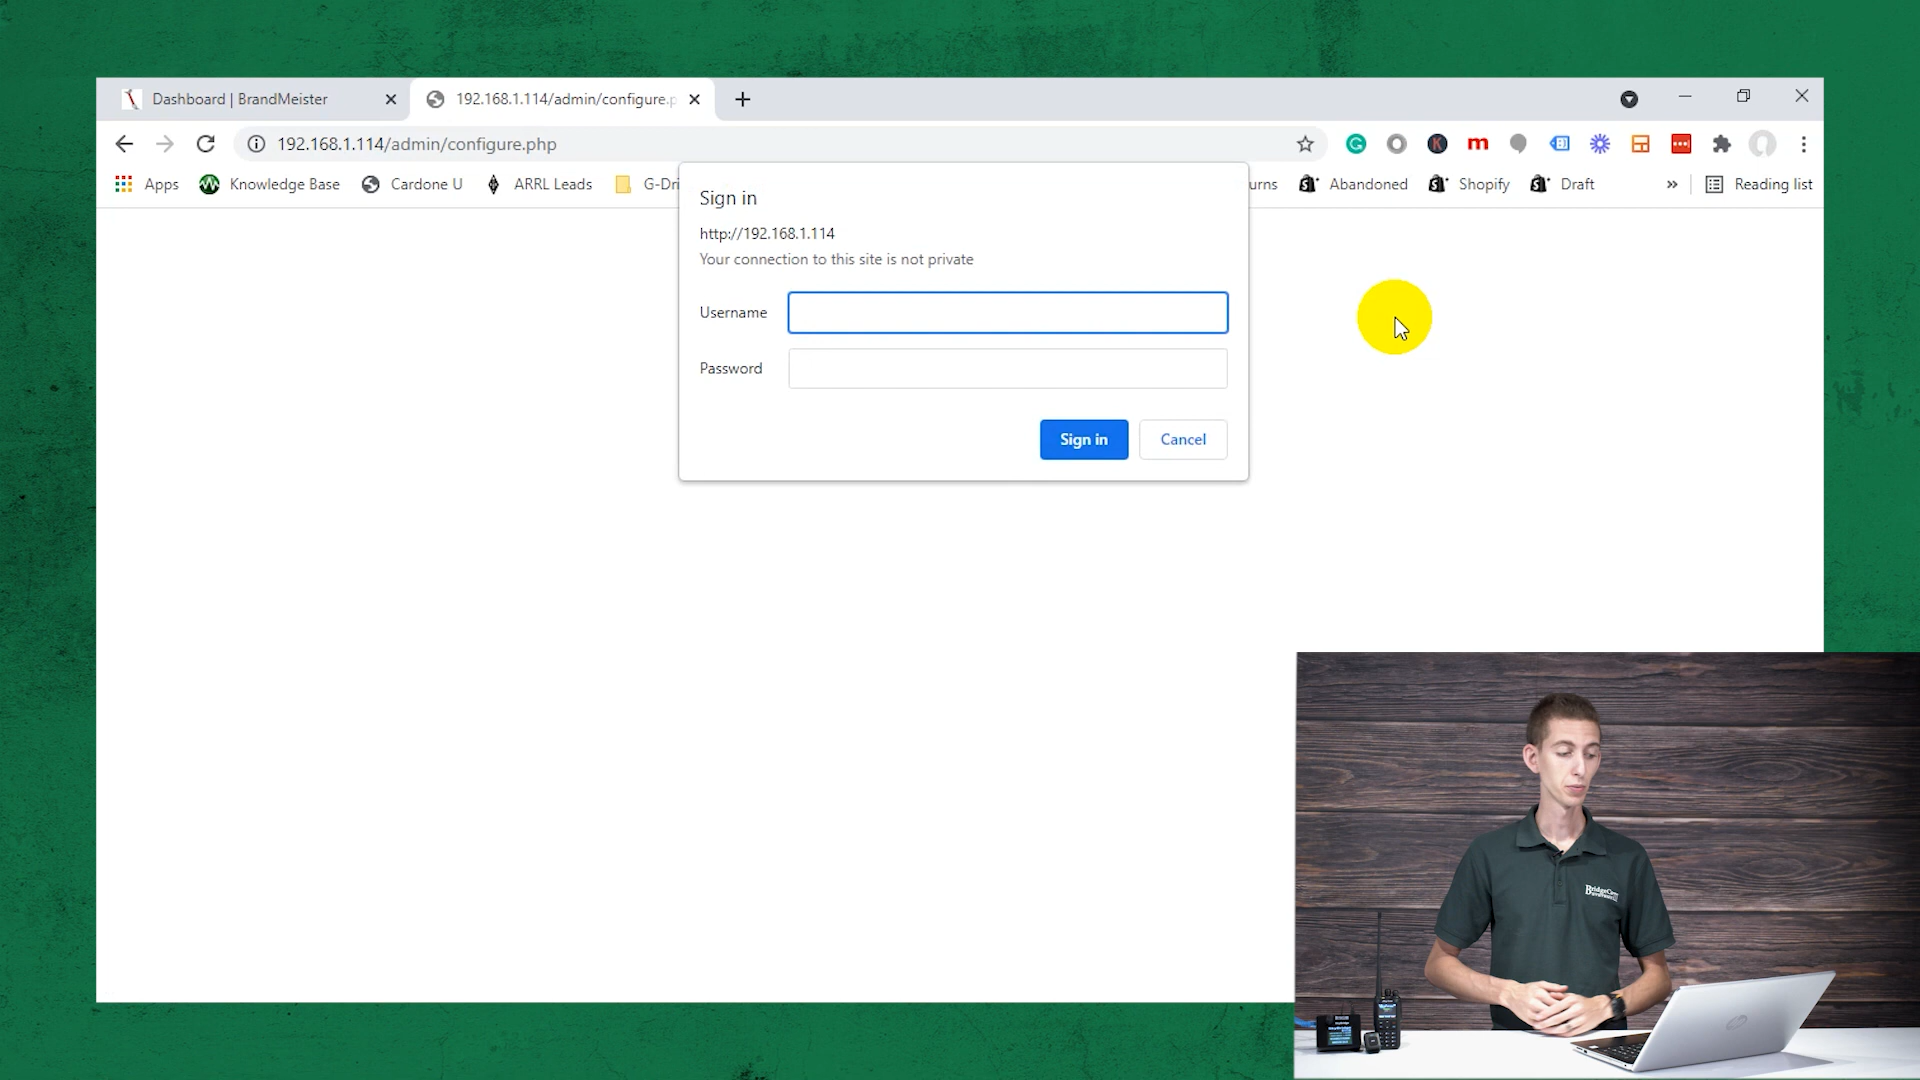 Dashboard | BrandMeister
192.168.1.114/admin/configure.p
192.168.1.114/admin/configure.php
Apps
Knowledge Base
Cardone U
ARRL Leads
G-Dri
urns
Abandoned
Shopify
Draft
Reading list
Sign in
http://192.168.1.114
Your connection to this site is not private
Username
Password
Sign in
Cancel